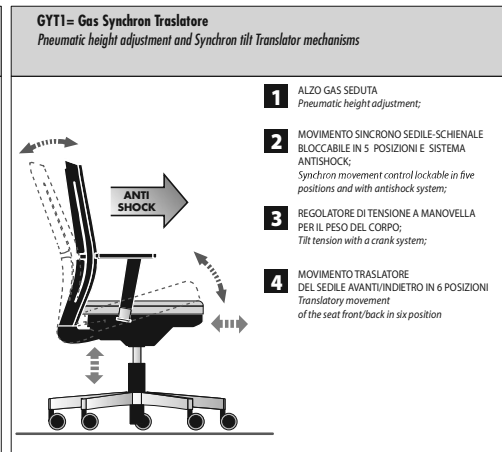 GYT1= Gas Synchron Traslatore
Pneumatic height adjustment and Synchron tilt Translator mechanisms
1
ALZO GAS SEDUTA
Pneumatic height adjustment;
2
MOVIMENTO SINCRONO SEDILE-SCHIENALE
BLOCCABILE IN 5 POSIZIONI E SISTEMA
ANTISHOCK;
Synchron movement control lockable in five
positions and with antishock system;
3
REGOLATORE DI TENSIONE A MANOVELLA
PER IL PESO DEL CORPO;
Tilt tension with a crank system;
4
MOVIMENTO TRASLATORE
DEL SEDILE AVANTI/INDIETRO IN 6 POSIZIONI
Translatory movement
of the seat front/back in six position
ANTI
SHOCK